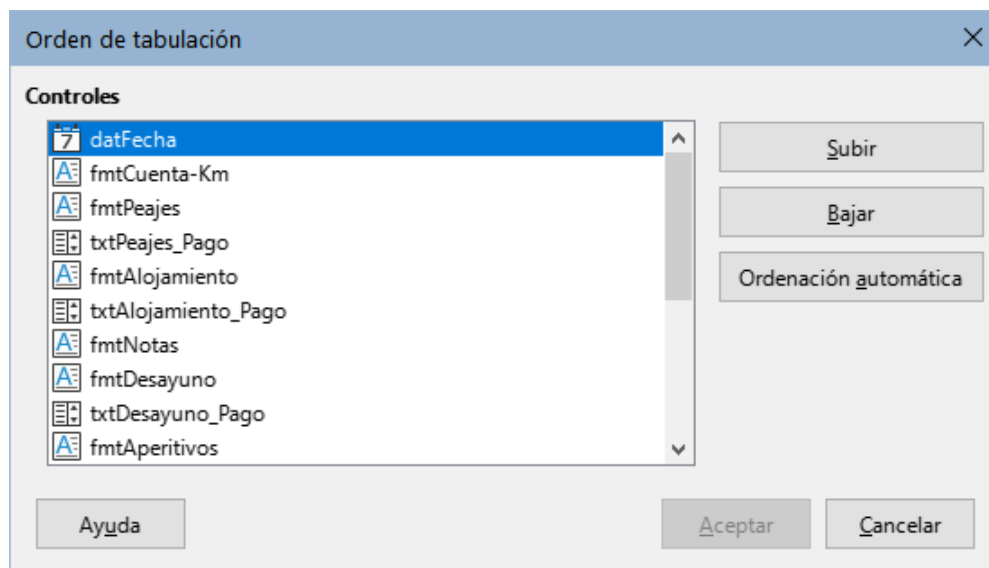 Orden de tabulación
Controles
datFecha
fmtCuenta-Km
fmtPeajes
txtPeajes_Pago
fmtAlojamiento
txtAlojamiento_Pago
fmtNotas
fmtDesayuno
txtDesayuno_Pago
fmtAperitivos
Subir
Bajar
Ordenación automática
Ayuda
Aceptar
Cancelar